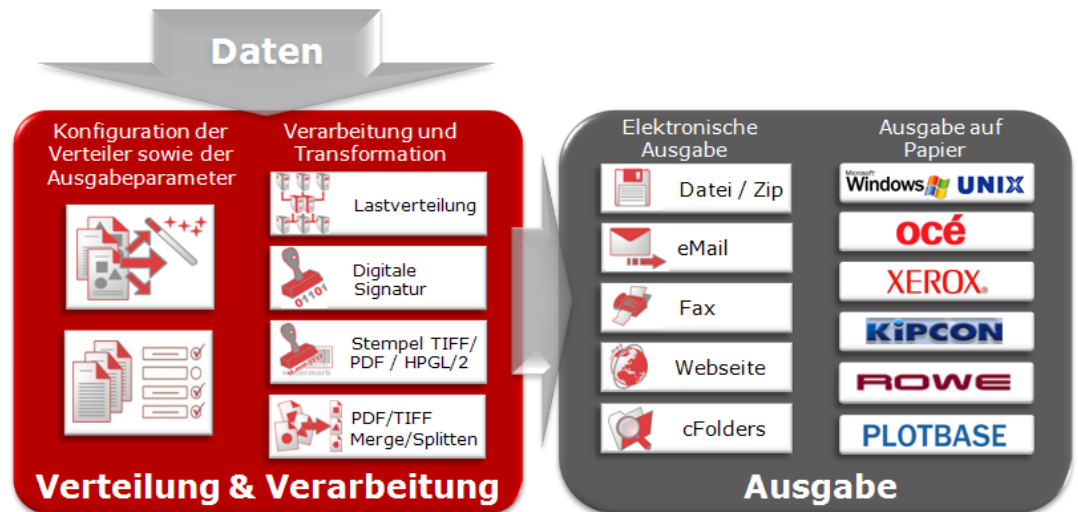 Daten
Konfiguration der
Verteiler sowie der
Ausgabeparameter
Verarbeitung und
Transformation
Lastverteilung
Digitale
Signatur
01101
Stempel TIFF/
PDF / HPGL/2
watermark
PDF/TIFF
Merge/Splitten
Verteilung & Verarbeitung
Elektronische
Ausgabe
Datei / Zip
eMail
Fax
Webseite
cFolders
Ausgabe auf
Papier
Microsoft
Windows UNIX
océ
XEROX.
KIPCON
ROWE
PLOTBASE
Ausgabe